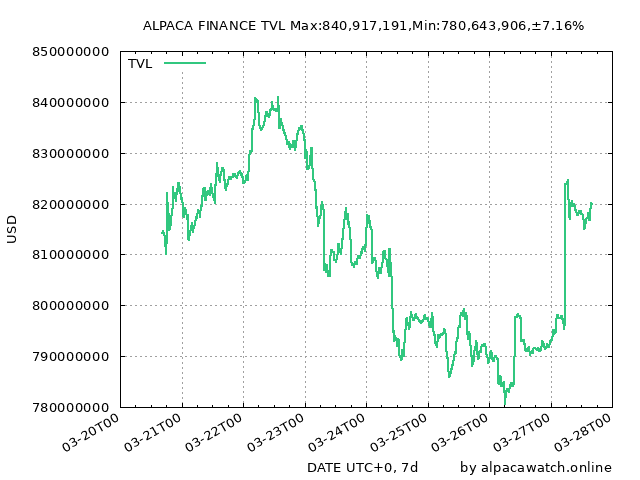 ALPACA FINANCE TVL Max:840,917,191,Min:780,643,906,±7.16%
850000000
TVL
840000000
830000000
820000000
USD
810000000
800000000
790000000
780000000
03-20T00 03-21T00 03-22T00 03-23T00 03-24T00 03-25T00 03-26T00 03-27T00 03-28T00
DATE UTC+0, 7d by alpacawatch.online